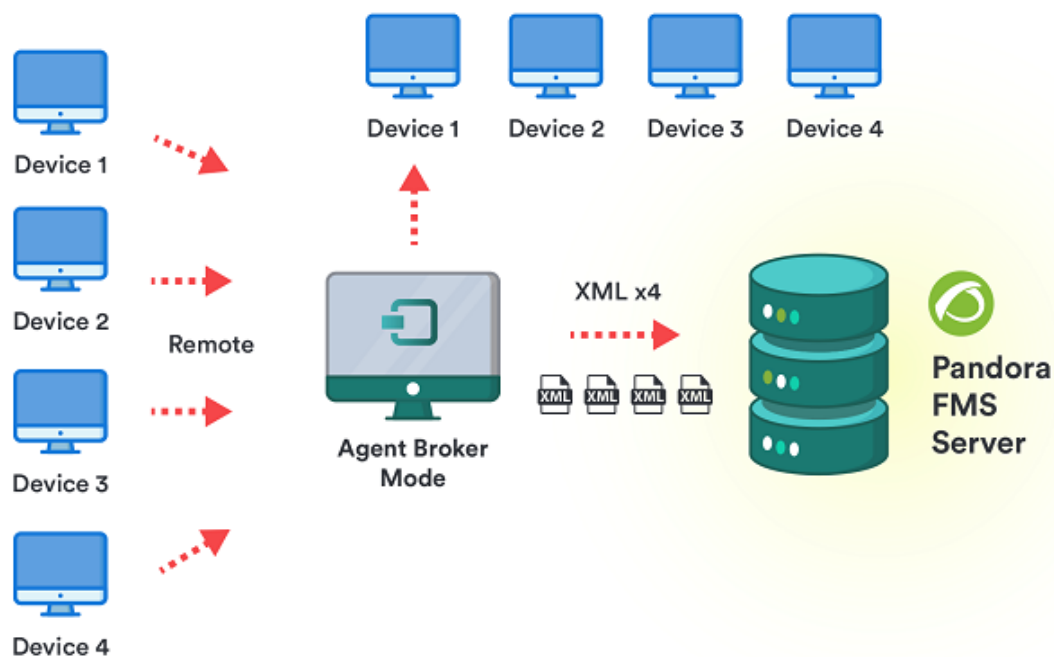 Device 1
Device 2
Device 3
Device 4
Device 1
Device 2
Remote
Device 3
Device 4
Agent Broker
Mode
XML x4
XML
XML
XML
XML
Pandora
FMS
Server